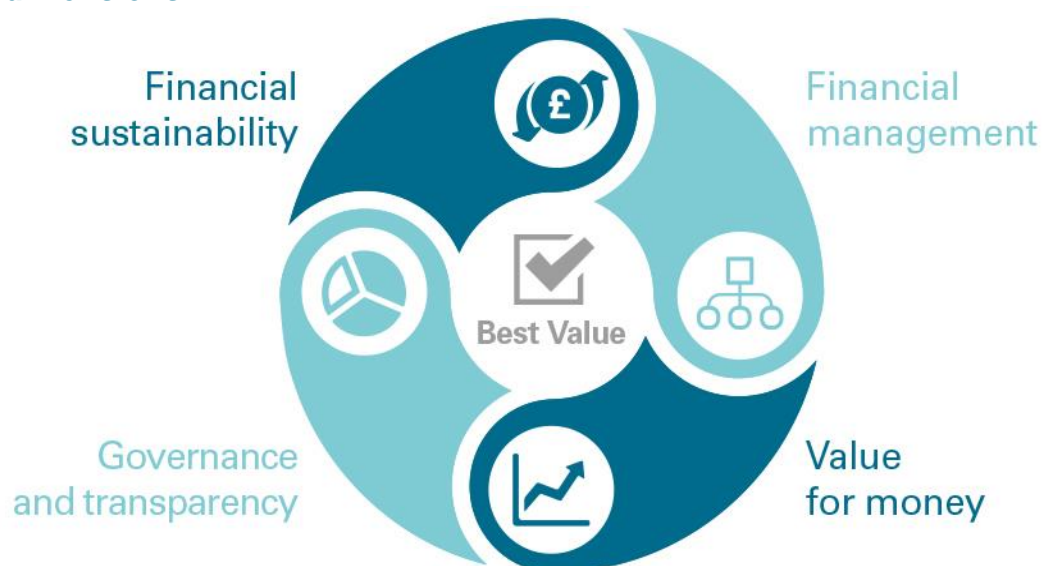 Financial
sustainability
Financial
management
£
Best Value
Governance
and transparency
Value
for money